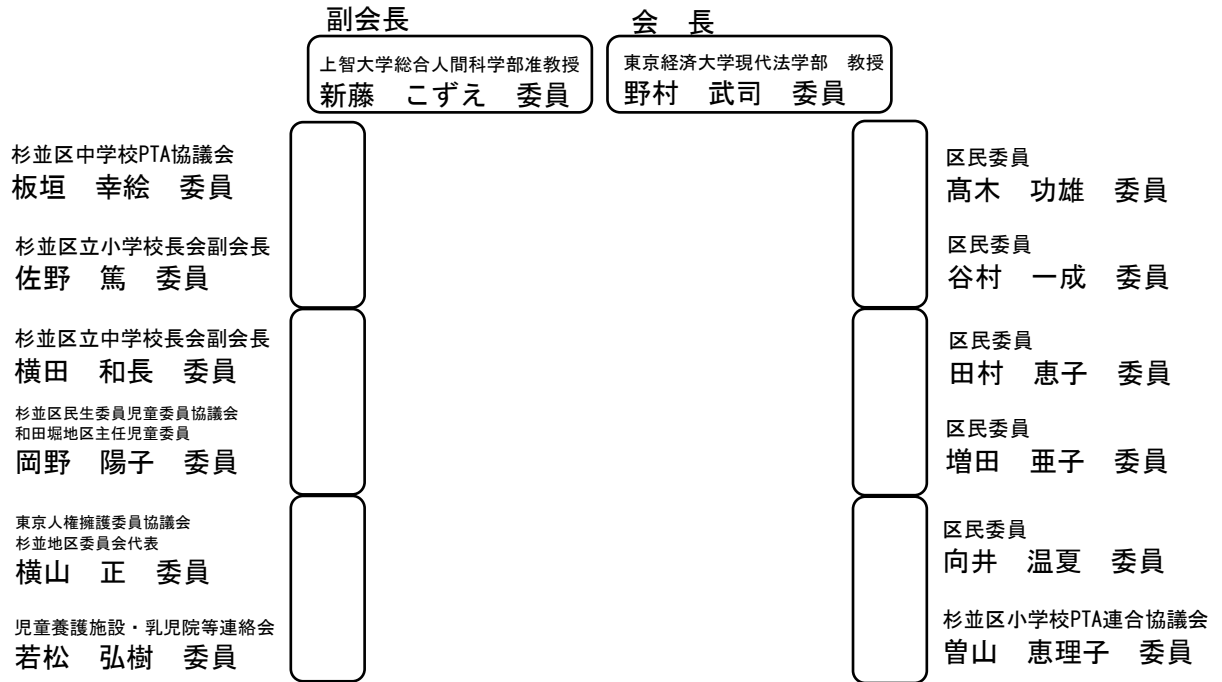 副会長
上智大学総合人間科学部准教授
新藤　こずえ　委員
会　長
東京経済大学現代法学部　教授
野村　武司　委員
杉並区中学校PTA協議会
板垣　幸絵　委員
杉並区立小学校長会副会長
佐野　篤　委員
杉並区立中学校長会副会長
横田　和長　委員
杉並区民生委員児童委員協議会
和田堀地区主任児童委員
岡野　陽子　委員
東京人権擁護委員協議会
杉並地区委員会代表
横山　正　委員
児童養護施設・乳児院等連絡会
若松　弘樹　委員
区民委員
髙木　功雄　委員
区民委員
谷村　一成　委員
区民委員
田村　恵子　委員
区民委員
増田　亜子　委員
区民委員
向井　温夏　委員
杉並区小学校PTA連合協議会
曽山　恵理子　委員